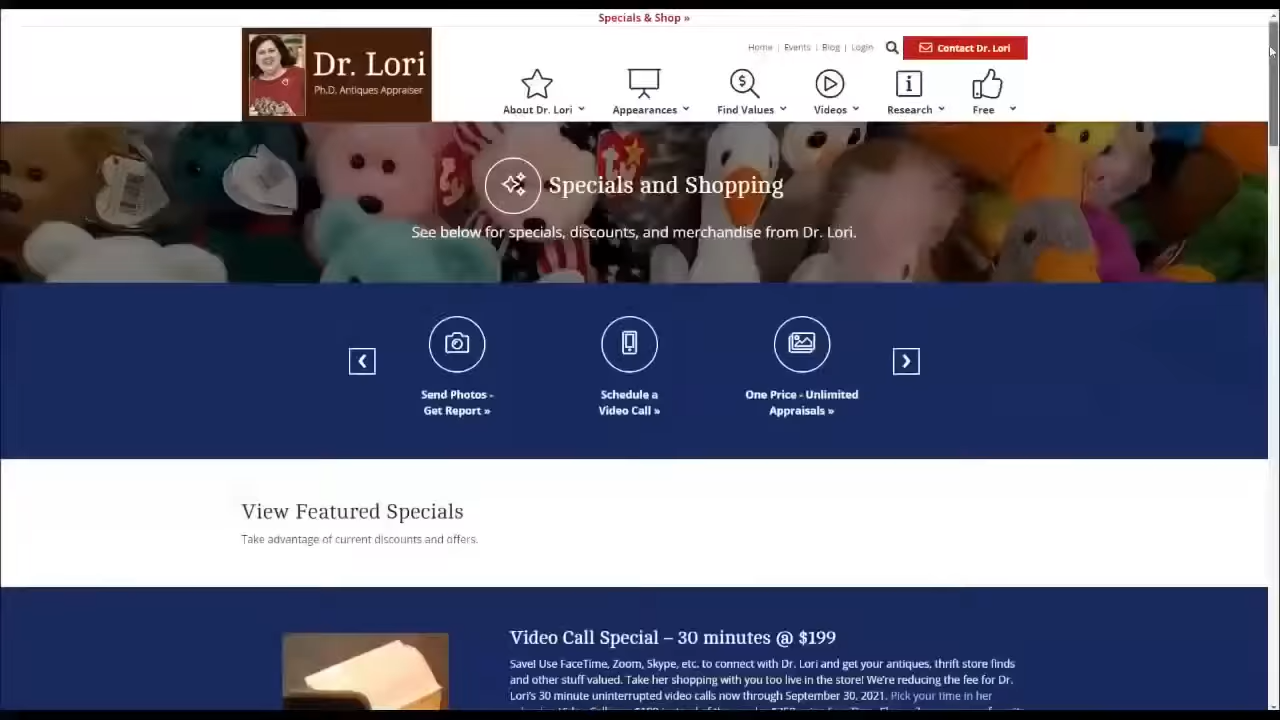 Specials & Shop »
Dr. Lori
Ph.D. Antiques Appraiser
Home | Events | Blog | Login
Contact Dr. Lori
About Dr. Lori
Appearances
Find Values
Videos
Research
Free
Specials and Shopping
See below for specials, discounts, and merchandise from Dr. Lori.
Send Photos -
Get Report »
Schedule a
Video Call »
One Price - Unlimited
Appraisals »
View Featured Specials
Take advantage of current discounts and offers.
Video Call Special – 30 minutes @ $199
Save! Use FaceTime, Zoom, Skype, etc. to connect with Dr. Lori and get your antiques, thrift store finds
and other stuff valued. Take her shopping with you too live in the store! We're reducing the fee for Dr.
Lori's 30 minute uninterrupted video calls now through September 30, 2021. Pick your time in her